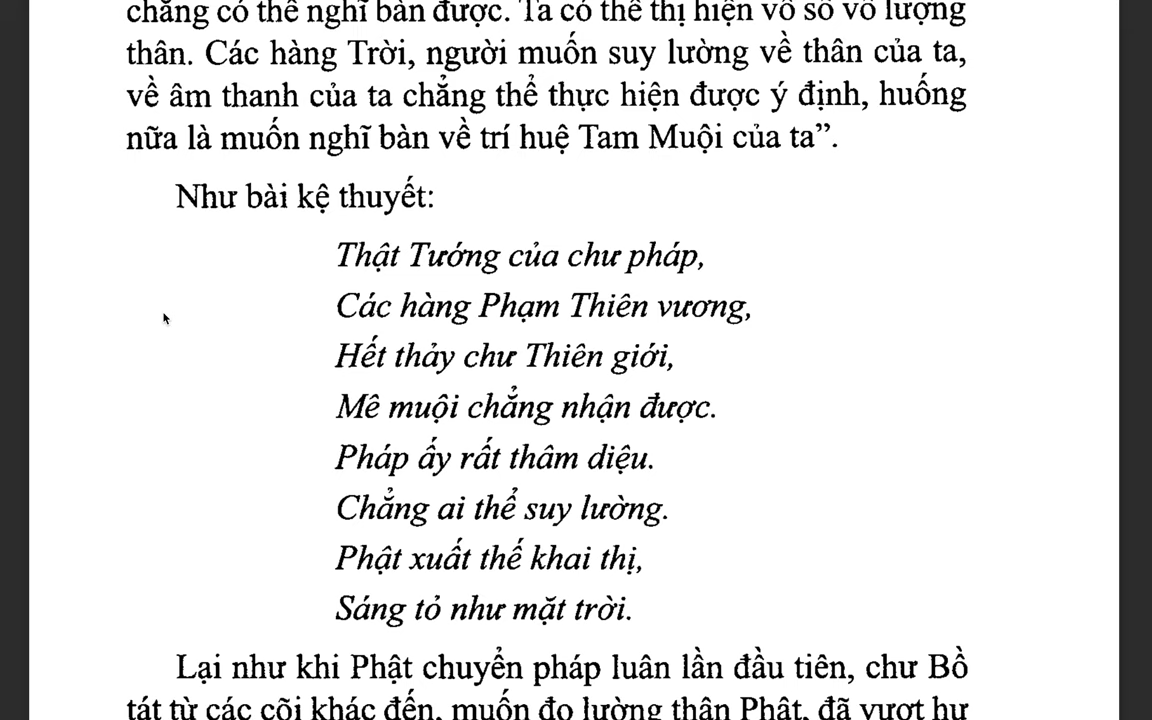 chẳng có thể nghĩ bàn được. Ta có thể thị hiện vô số vô lượng
thân. Các hàng Trời, người muốn suy lường về thân của ta,
về âm thanh của ta chẳng thể thực hiện được ý định, huống
nữa là muốn nghĩ bàn về trí huệ Tam Muội của ta”.
Như bài kệ thuyết:
Thật Tướng của chư pháp,
Các hàng Phạm Thiên vương,
Hết thảy chư Thiên giới,
Mê muội chẳng nhận được.
Pháp ấy rất thâm diệu.
Chẳng ai thể suy lường.
Phật xuất thế khai thị,
Sáng tỏ như mặt trời.
Lại như khi Phật chuyển pháp luân lần đầu tiên, chư Bồ
tát từ các cõi khác đến, muốn đo lường thân Phật, đã vượt hư